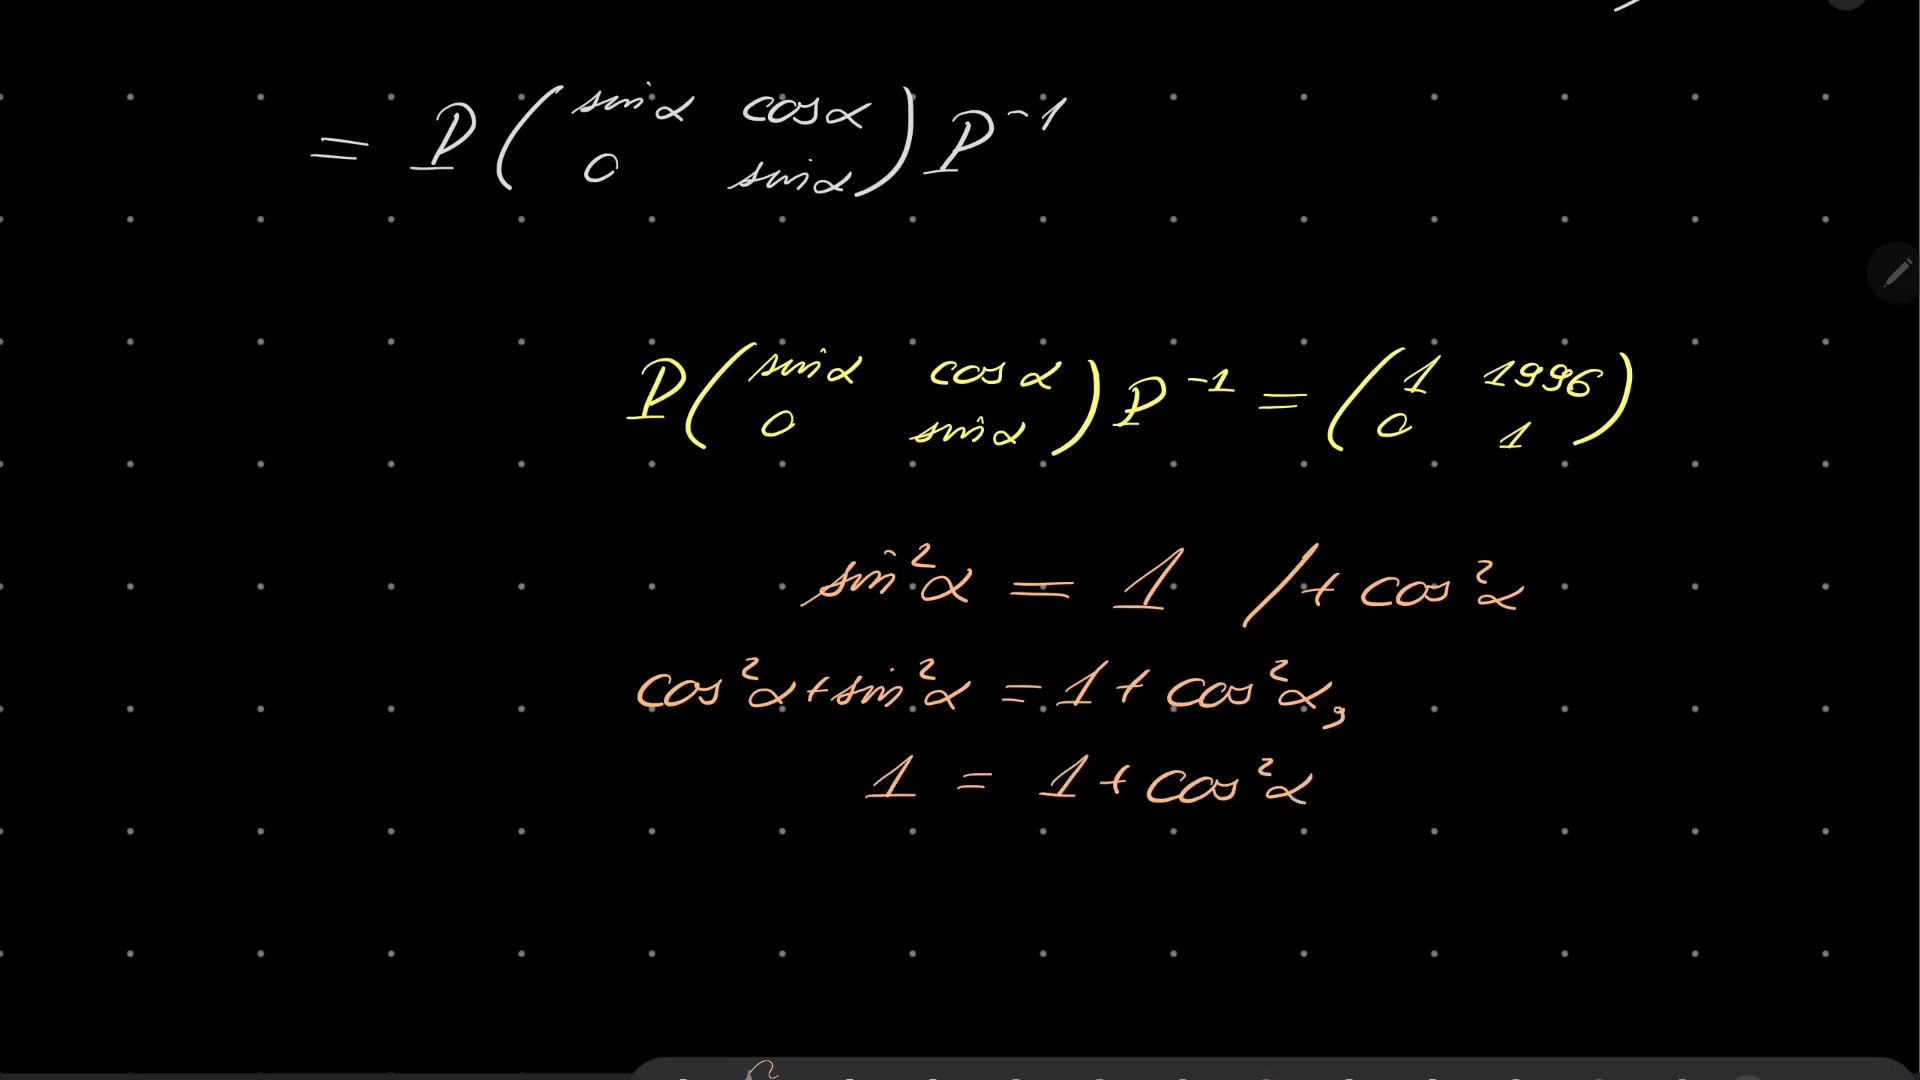 = P ( sin α cos α
0 sin α ) P⁻¹
P ( sin α cos α
0 sin α ) P⁻¹ = ( 1 1996
0 1 )
sin²α = 1 /+ cos²α
cos²α + sin²α = 1 + cos²α,
1 = 1 + cos²α